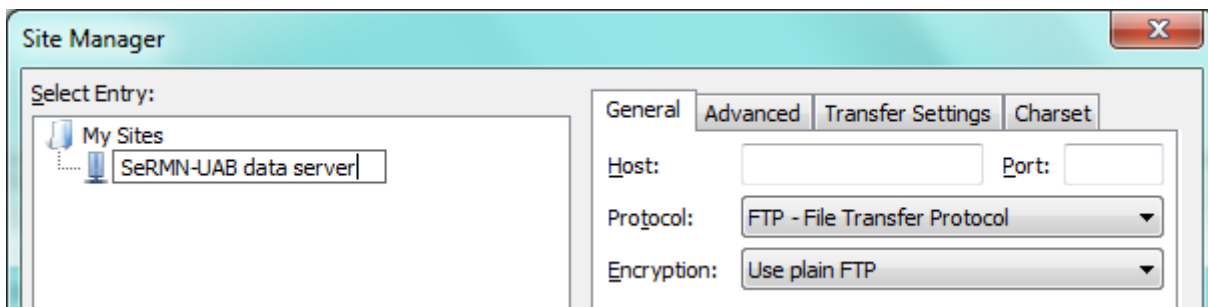 Site Manager
Select Entry:
My Sites
SeRMN-UAB data server
General Advanced Transfer Settings Charset
Host: Port:
Protocol: FTP - File Transfer Protocol
Encryption: Use plain FTP